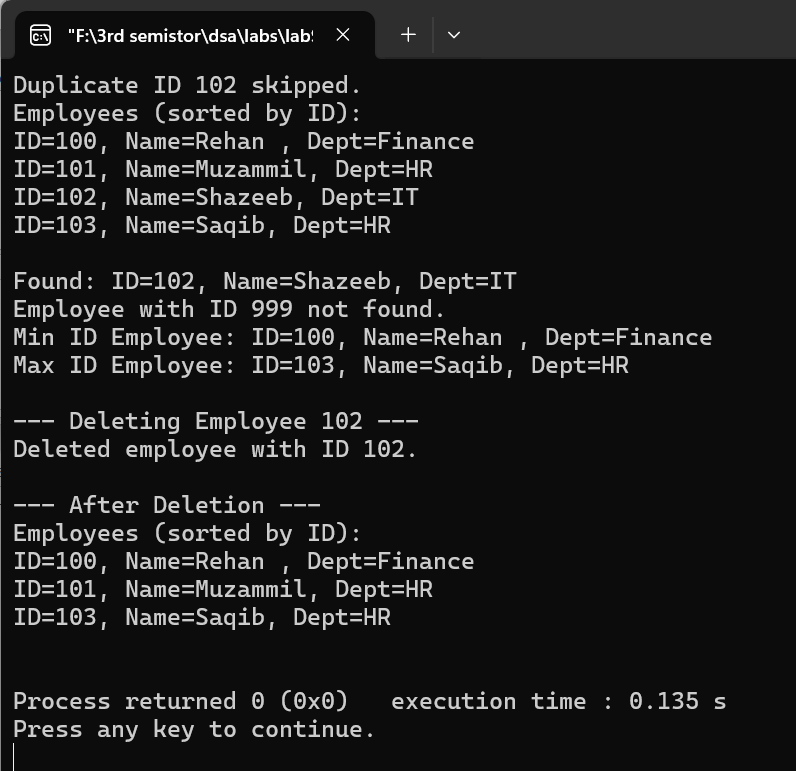 "F:\3rd semistor\dsa\labs\lab
Duplicate ID 102 skipped.
Employees (sorted by ID):
ID=100, Name=Rehan , Dept=Finance
ID=101, Name=Muzammil, Dept=HR
ID=102, Name=Shazeeb, Dept=IT
ID=103, Name=Saqib, Dept=HR
Found: ID=102, Name=Shazeeb, Dept=IT
Employee with ID 999 not found.
Min ID Employee: ID=100, Name=Rehan , Dept=Finance
Max ID Employee: ID=103, Name=Saqib, Dept=HR
--- Deleting Employee 102 ---
Deleted employee with ID 102.
--- After Deletion ---
Employees (sorted by ID):
ID=100, Name=Rehan , Dept=Finance
ID=101, Name=Muzammil, Dept=HR
ID=103, Name=Saqib, Dept=HR
Process returned 0 (0x0)   execution time : 0.135 s
Press any key to continue.